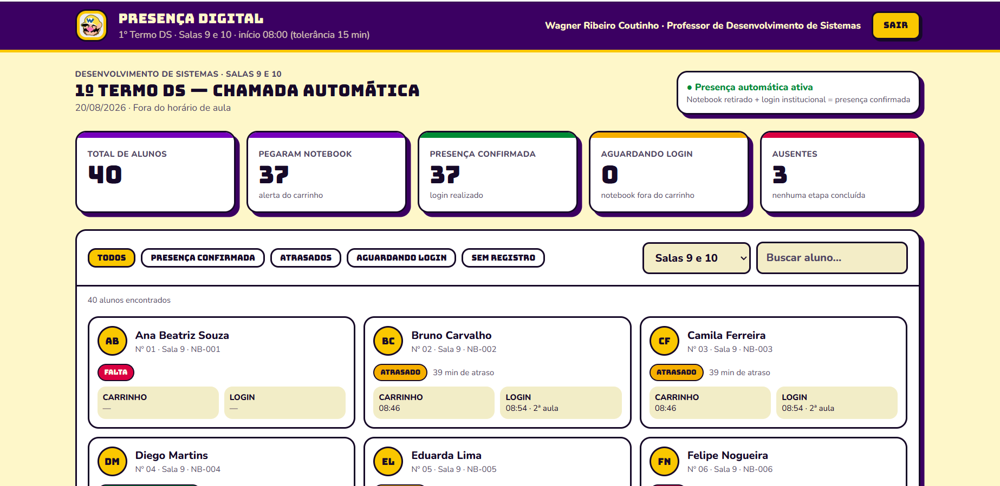 PRESENÇA DIGITAL
1º Termo DS · Salas 9 e 10 · início 08:00 (tolerância 15 min)
Wagner Ribeiro Coutinho · Professor de Desenvolvimento de Sistemas
SAIR
DESENVOLVIMENTO DE SISTEMAS · SALAS 9 E 10
1º TERMO DS — CHAMADA AUTOMÁTICA
20/08/2026 · Fora do horário de aula
● Presença automática ativa
Notebook retirado + login institucional = presença confirmada
TOTAL DE ALUNOS
40
PEGARAM NOTEBOOK
37
alerta do carrinho
PRESENÇA CONFIRMADA
37
login realizado
AGUARDANDO LOGIN
0
notebook fora do carrinho
AUSENTES
3
nenhuma etapa concluída
TODOS
PRESENÇA CONFIRMADA
ATRASADOS
AGUARDANDO LOGIN
SEM REGISTRO
Salas 9 e 10
Buscar aluno...
40 alunos encontrados
AB
Ana Beatriz Souza
Nº 01 · Sala 9 · NB-001
FALTA
CARRINHO
—
LOGIN
—
BC
Bruno Carvalho
Nº 02 · Sala 9 · NB-002
ATRASADO
39 min de atraso
CARRINHO
08:46
LOGIN
08:54 · 2ª aula
CF
Camila Ferreira
Nº 03 · Sala 9 · NB-003
ATRASADO
39 min de atraso
CARRINHO
08:46
LOGIN
08:54 · 2ª aula
DM
Diego Martins
Nº 04 · Sala 9 · NB-004
EL
Eduarda Lima
Nº 05 · Sala 9 · NB-005
FN
Felipe Nogueira
Nº 06 · Sala 9 · NB-006